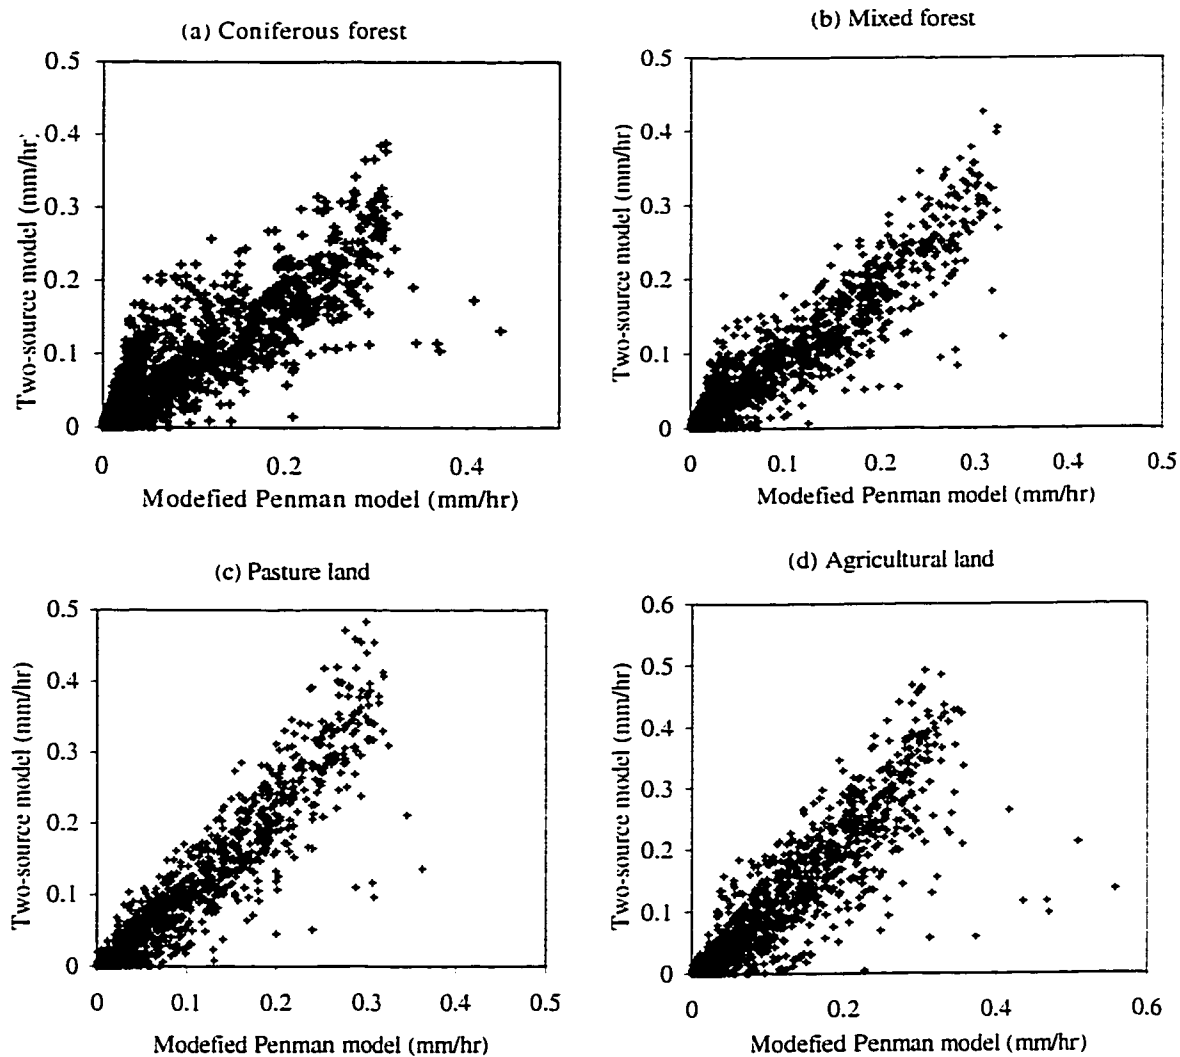 (a) Coniferous forest
0.5
0.4
0.3
0.2
0.1
0
0 0.2 0.4
Two-source model (mm/hr)
Modefied Penman model (mm/hr)
(b) Mixed forest
0.5
0.4
0.3
0.2
0.1
0
0 0.1 0.2 0.3 0.4 0.5
Two-source model (mm/hr)
Modefied Penman model (mm/hr)
(c) Pasture land
0.5
0.4
0.3
0.2
0.1
0
0 0.1 0.2 0.3 0.4 0.5
Two-source model (mm/hr)
Modefied Penman model (mm/hr)
(d) Agricultural land
0.6
0.5
0.4
0.3
0.2
0.1
0
0 0.2 0.4 0.6
Two-source model (mm/hr)
Modefied Penman model (mm/hr)